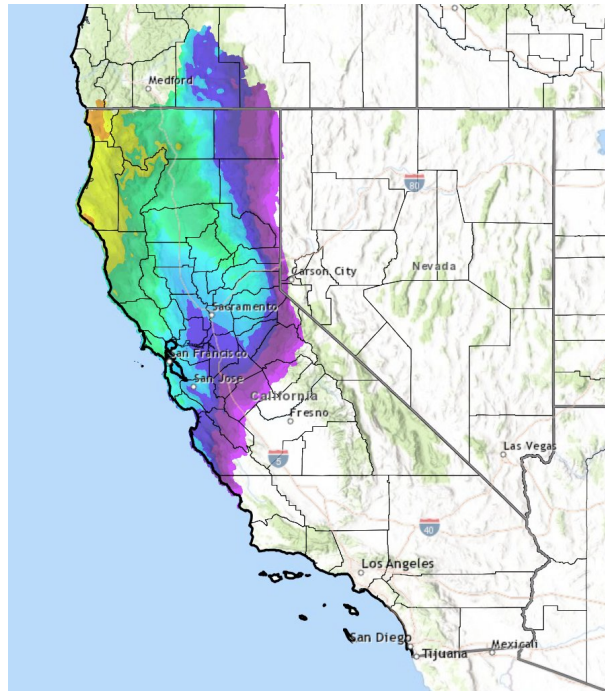 Medford
80
Carson City
Nevada
Sacramento
San Francisco
San Jose
California
Fresno
Las Vegas
5
40
Los Angeles
San Diego
Mexicali
Tijuana